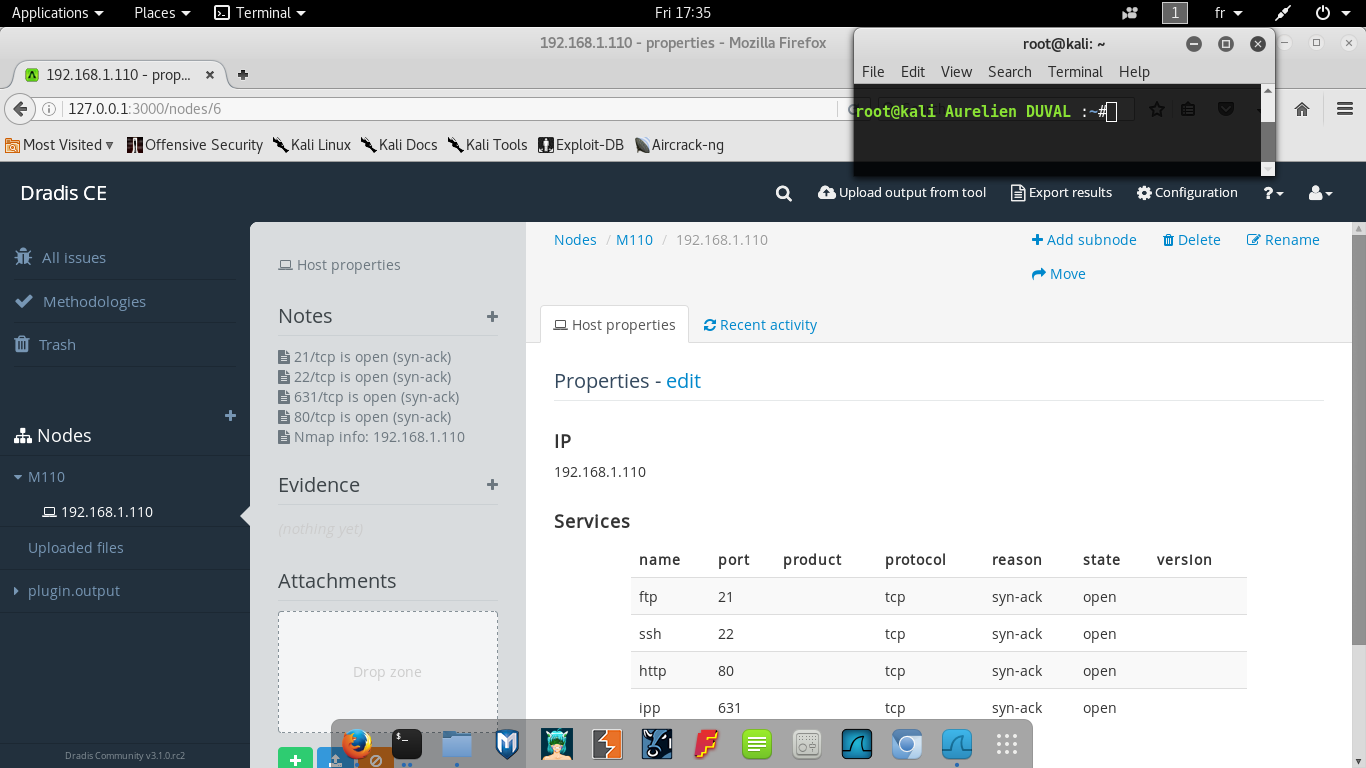 Applications Places Terminal Fri 17:35 1 fr
192.168.1.110 - properties - Mozilla Firefox
root@kali: ~
192.168.1.110 - prop...
File Edit View Search Terminal Help
127.0.0.1:3000/nodes/6
root@kali Aurelien DUVAL :~#
Most Visited Offensive Security Kali Linux Kali Docs Kali Tools Exploit-DB Aircrack-ng
Dradis CE
Upload output from tool Export results Configuration ?
All issues
Methodologies
Trash
Nodes
M110
192.168.1.110
Uploaded files
plugin.output
Dradis Community v3.1.0.rc2
Host properties
Notes
21/tcp is open (syn-ack)
22/tcp is open (syn-ack)
631/tcp is open (syn-ack)
80/tcp is open (syn-ack)
Nmap info: 192.168.1.110
Evidence
(nothing yet)
Attachments
Drop zone
Nodes / M110 / 192.168.1.110
Add subnode Delete Rename
Move
Host properties Recent activity
Properties - edit
IP
192.168.1.110
Services
name port product protocol reason state version
ftp 21 tcp syn-ack open
ssh 22 tcp syn-ack open
http 80 tcp syn-ack open
ipp 631 tcp syn-ack open